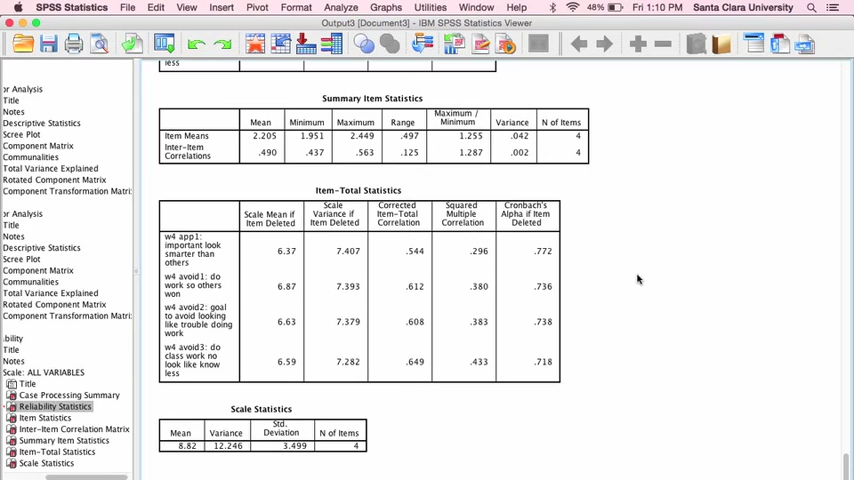 SPSS Statistics File Edit View Insert Pivot Format Analyze Graphs Utilities Window Help 48% Fri 1:10 PM Santa Clara University
Output3 [Document3] - IBM SPSS Statistics Viewer
or Analysis
Title
Notes
Descriptive Statistics
Scree Plot
Component Matrix
Communalities
Total Variance Explained
Rotated Component Matrix
Component Transformation Matri
or Analysis
Title
Notes
Descriptive Statistics
Scree Plot
Component Matrix
Communalities
Total Variance Explained
Rotated Component Matrix
Component Transformation Matri
bility
Title
Notes
Scale: ALL VARIABLES
Title
Case Processing Summary
Reliability Statistics
Item Statistics
Inter-Item Correlation Matrix
Summary Item Statistics
Item-Total Statistics
Scale Statistics
less
Summary Item Statistics
Mean Minimum Maximum Range Maximum / Minimum Variance N of Items
Item Means 2.205 1.951 2.449 .497 1.255 .042 4
Inter-Item Correlations .490 .437 .563 .125 1.287 .002 4
Item-Total Statistics
Scale Mean if Item Deleted Scale Variance if Item Deleted Corrected Item-Total Correlation Squared Multiple Correlation Cronbach's Alpha if Item Deleted
w4 app1: important look smarter than others 6.37 7.407 .544 .296 .772
w4 avoid1: do work so others won 6.87 7.393 .612 .380 .736
w4 avoid2: goal to avoid looking like trouble doing work 6.63 7.379 .608 .383 .738
w4 avoid3: do class work no look like know less 6.59 7.282 .649 .433 .718
Scale Statistics
Mean Variance Std. Deviation N of Items
8.82 12.246 3.499 4